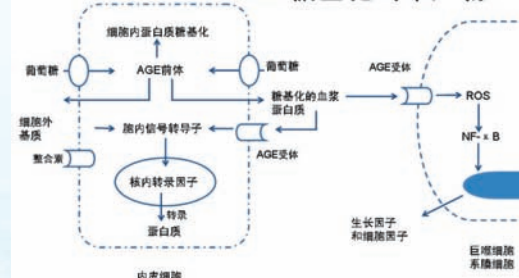 细胞内蛋白质糖基化
葡萄糖
AGE前体
葡萄糖
AGE受体
糖基化的血浆
蛋白质
ROS
细胞外
基质
胞内信号转导子
整合素
AGE受体
NF-κB
核内转录因子
转录
蛋白质
生长因子
和细胞因子
巨噬细胞
系膜细胞
内皮细胞